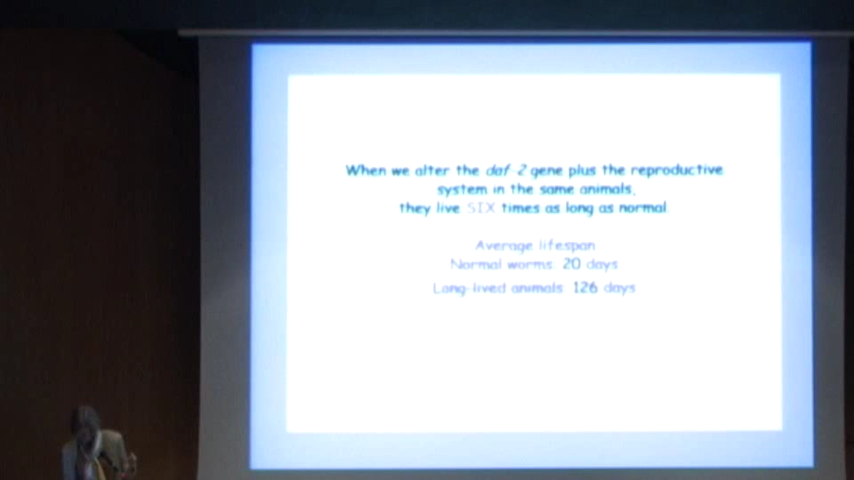 When we alter the daf-2 gene plus the reproductive
system in the same animals,
they live SIX times as long as normal
Average lifespan
Normal worms: 20 days
Long-lived animals: 126 days